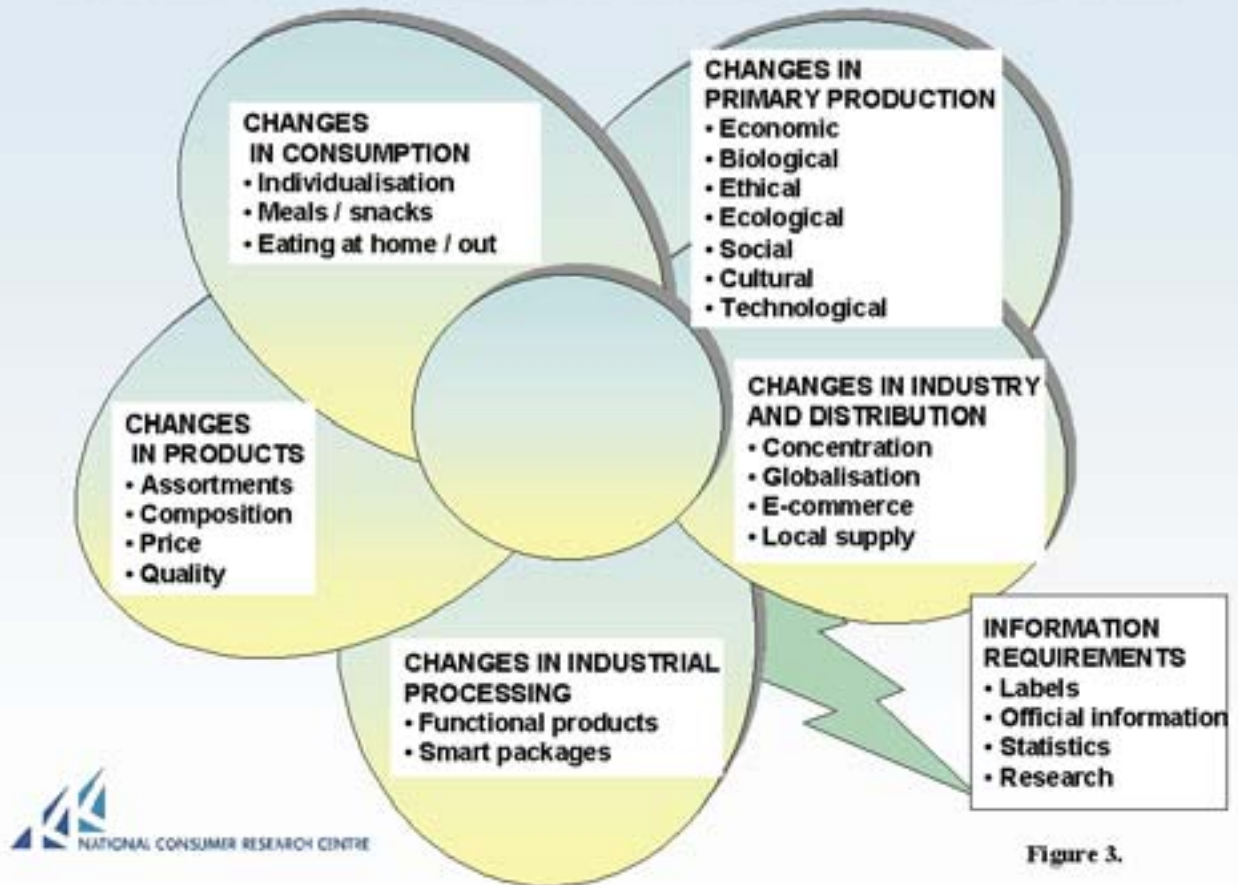 CHANGES
IN CONSUMPTION
• Individualisation
• Meals / snacks
• Eating at home / out
CHANGES IN
PRIMARY PRODUCTION
• Economic
• Biological
• Ethical
• Ecological
• Social
• Cultural
• Technological
CHANGES
IN PRODUCTS
• Assortments
• Composition
• Price
• Quality
CHANGES IN INDUSTRY
AND DISTRIBUTION
• Concentration
• Globalisation
• E-commerce
• Local supply
CHANGES IN INDUSTRIAL
PROCESSING
• Functional products
• Smart packages
INFORMATION
REQUIREMENTS
• Labels
• Official information
• Statistics
• Research
NATIONAL CONSUMER RESEARCH CENTRE
Figure 3.